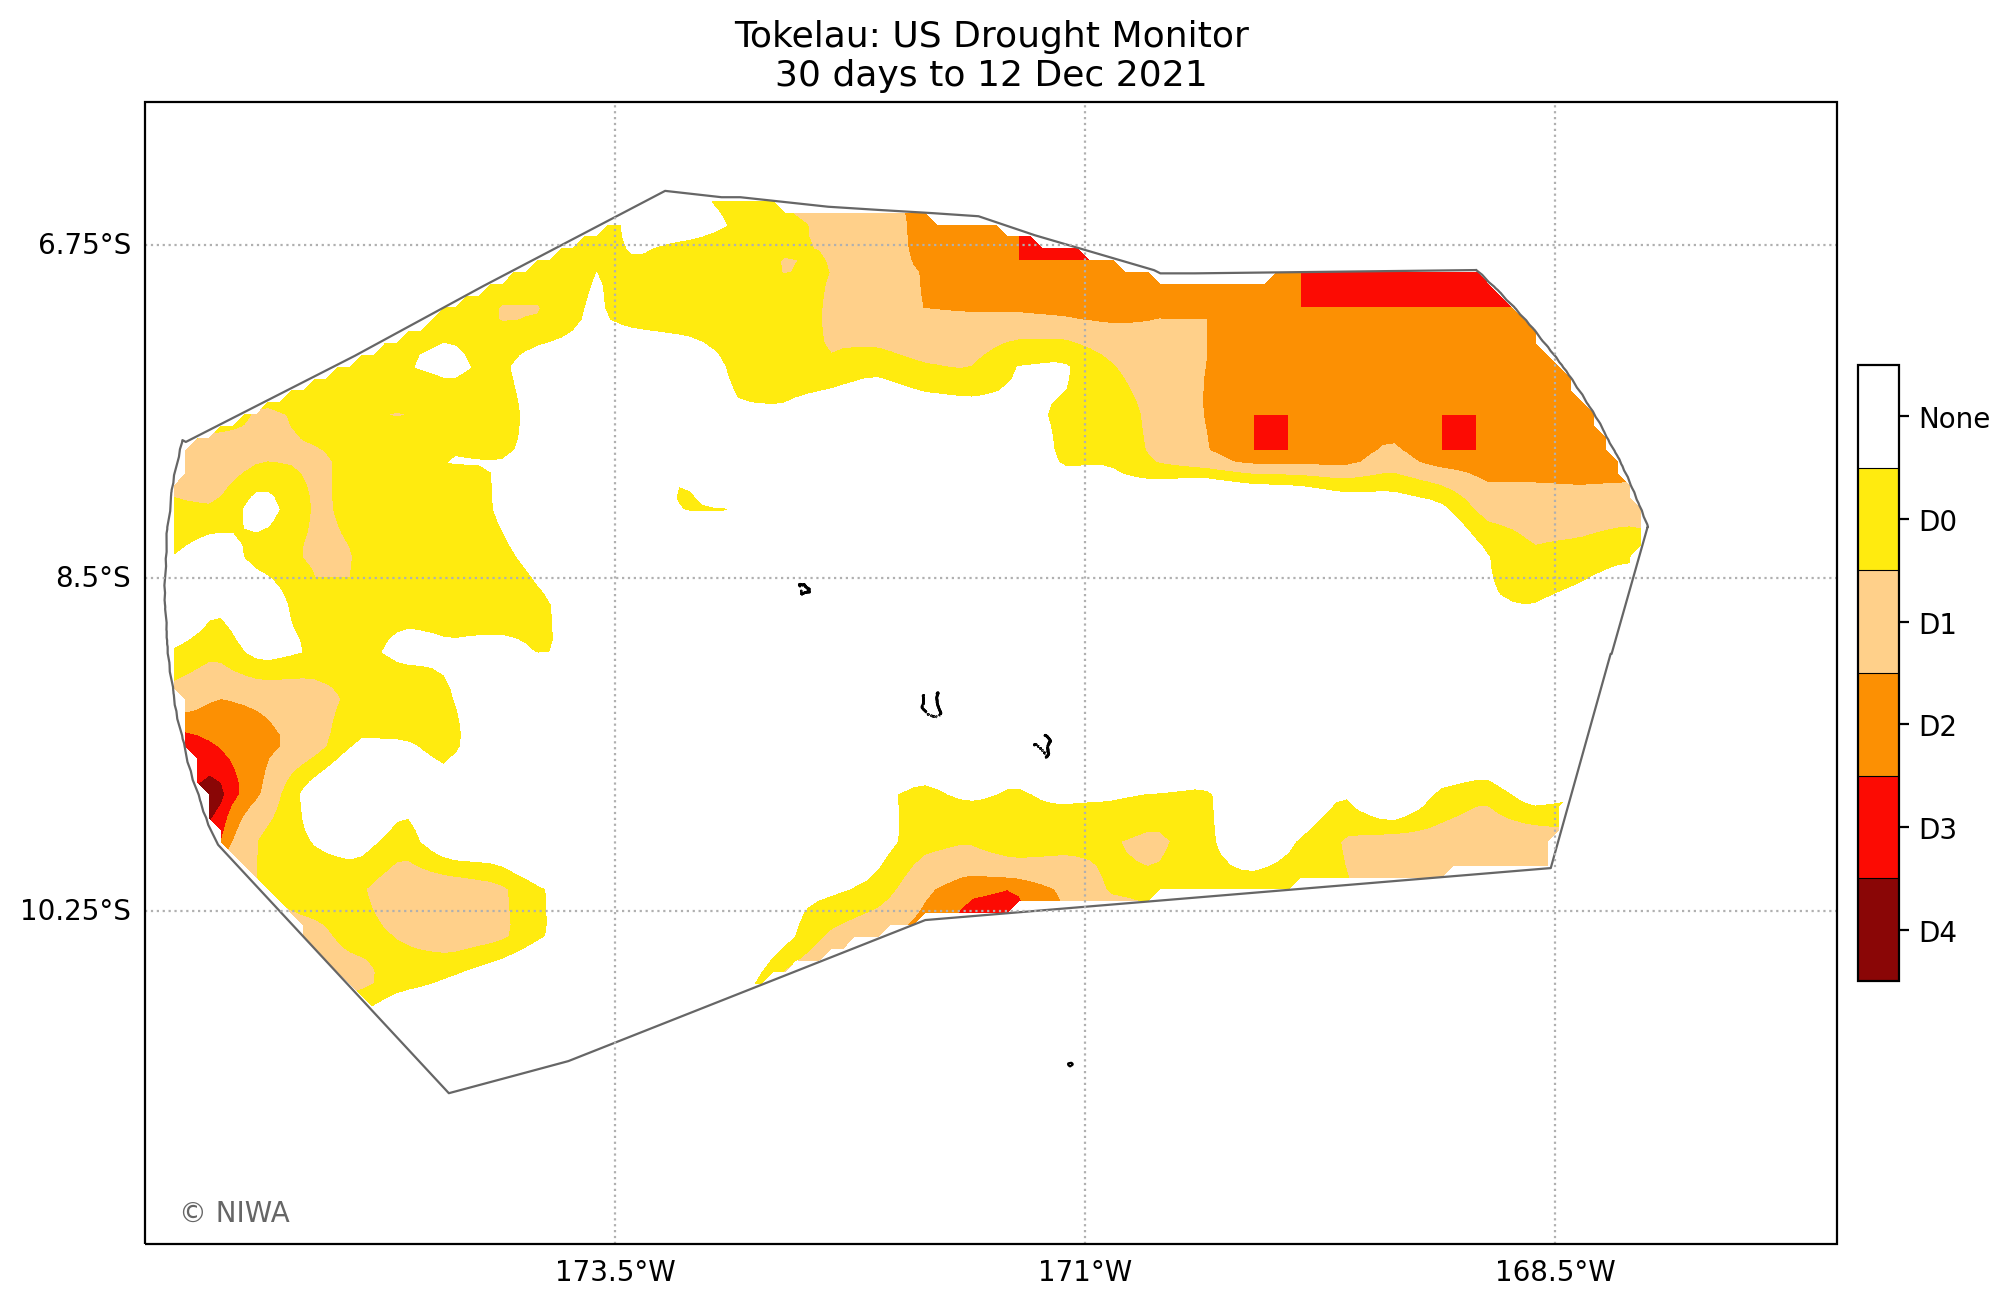 Tokelau: US Drought Monitor
30 days to 12 Dec 2021
6.75°S
8.5°S
10.25°S
173.5°W
171°W
168.5°W
None
D0
D1
D2
D3
D4
© NIWA